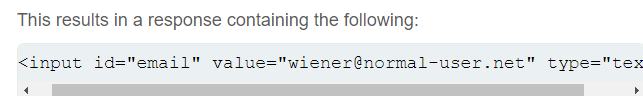 This results in a response containing the following:
<input id="email" value="wiener@normal-user.net" type="tex